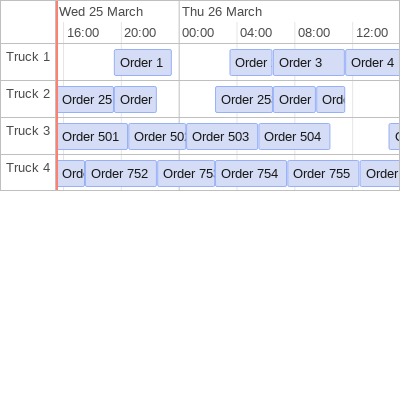 Wed 25 March Thu 26 March
16:00 20:00 00:00 04:00 08:00 12:00
Truck 1 Order 1 Order Order 3 Order 4
Truck 2 Order 25 Order Order 25 Order Ord
Truck 3 Order 501 Order 50 Order 503 Order 504
Truck 4 Ord Order 752 Order 75 Order 754 Order 755 Order